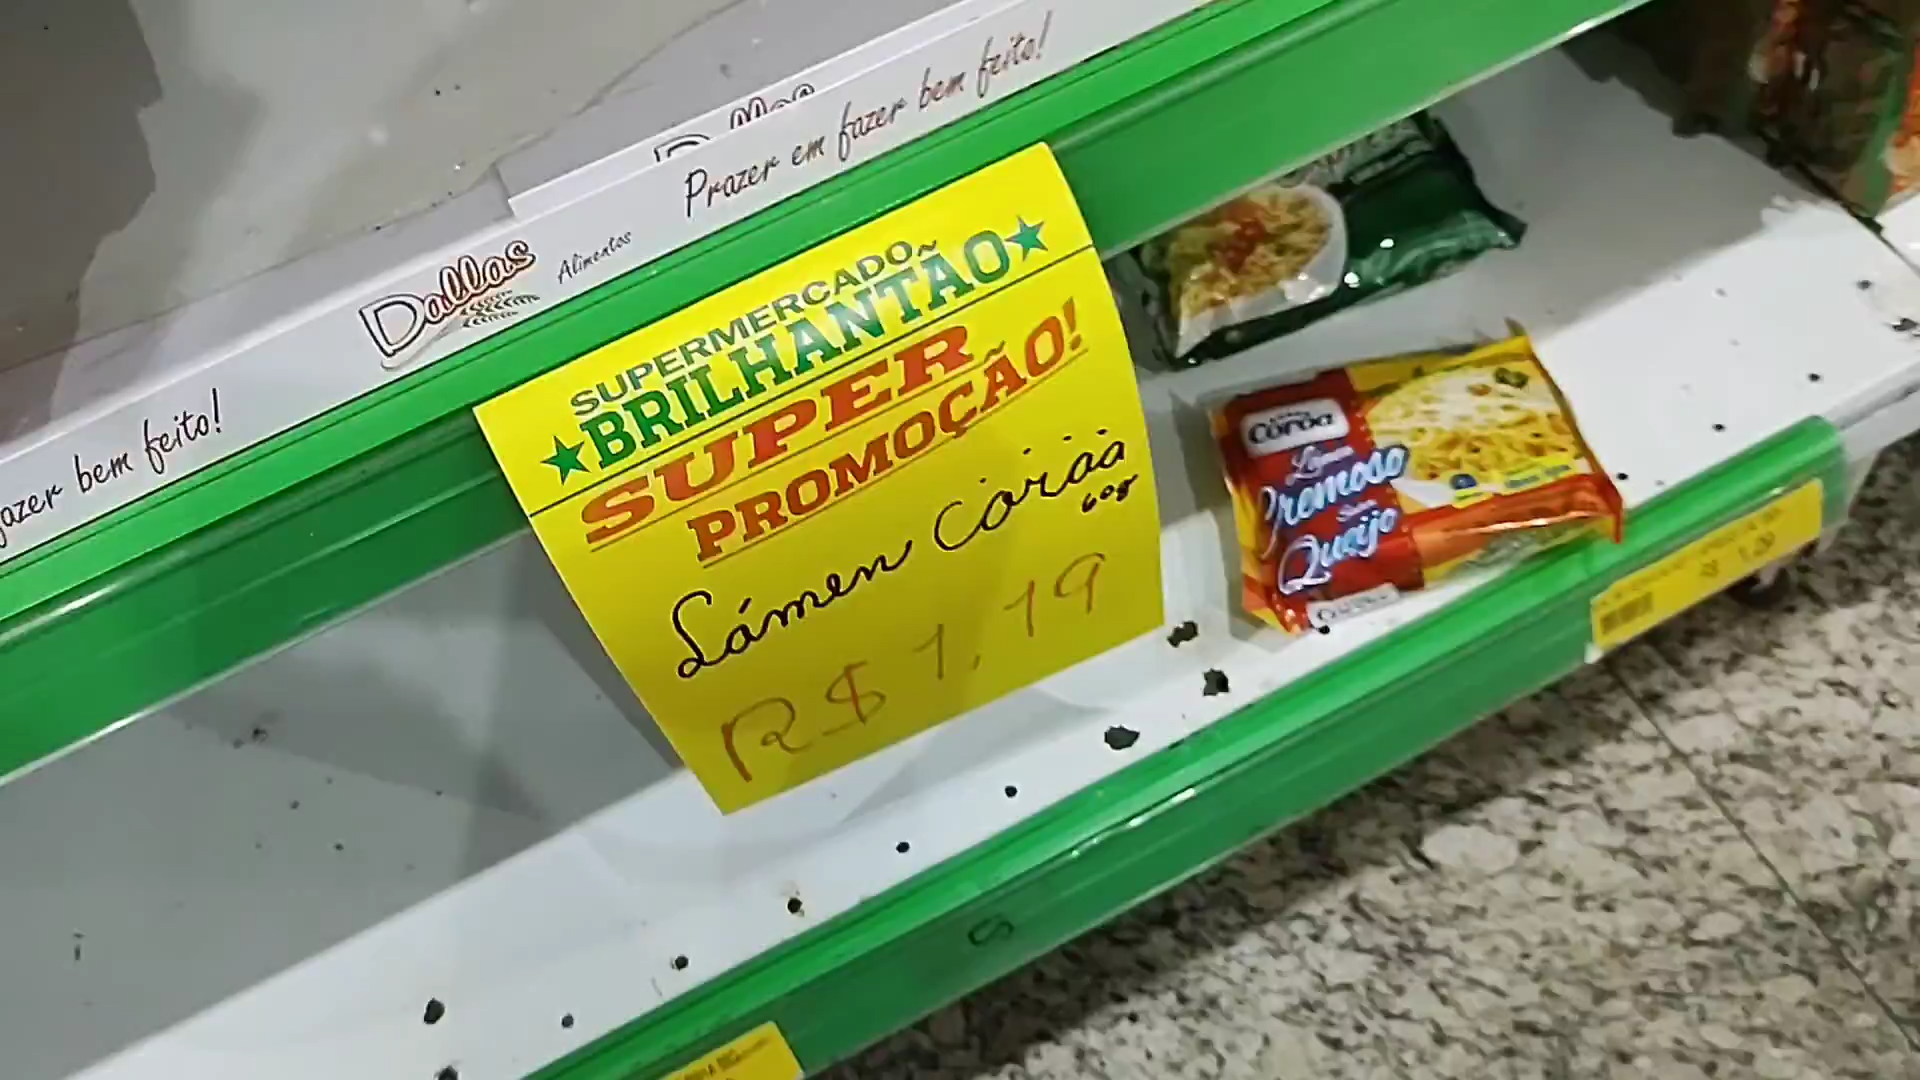 Prazer em fazer bem feito!
Dallas
Alimentos
fazer bem feito!
SUPERMERCADO
BRILHANTÃO
SUPER
PROMOÇÃO!
Lámen Coroa
60gr
R$ 1,19
Coroa
Cremoso
Queijo